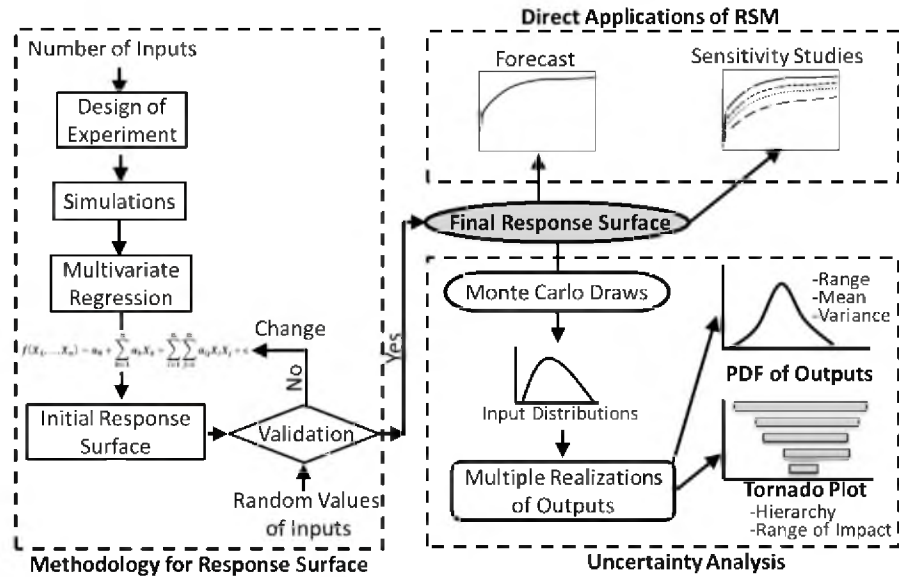 Direct Applications of RSM
Number of Inputs
Design of
Experiment
Simulations
Multivariate
Regression
Change
No
Yes
Initial Response
Surface
Validation
Random Values
of Inputs
Methodology for Response Surface
Forecast
Sensitivity Studies
Final Response Surface
Monte Carlo Draws
Input Distributions
Multiple Realizations
of Outputs
-Range
-Mean
-Variance
PDF of Outputs
Tornado Plot
-Hierarchy
-Range of Impact
Uncertainty Analysis